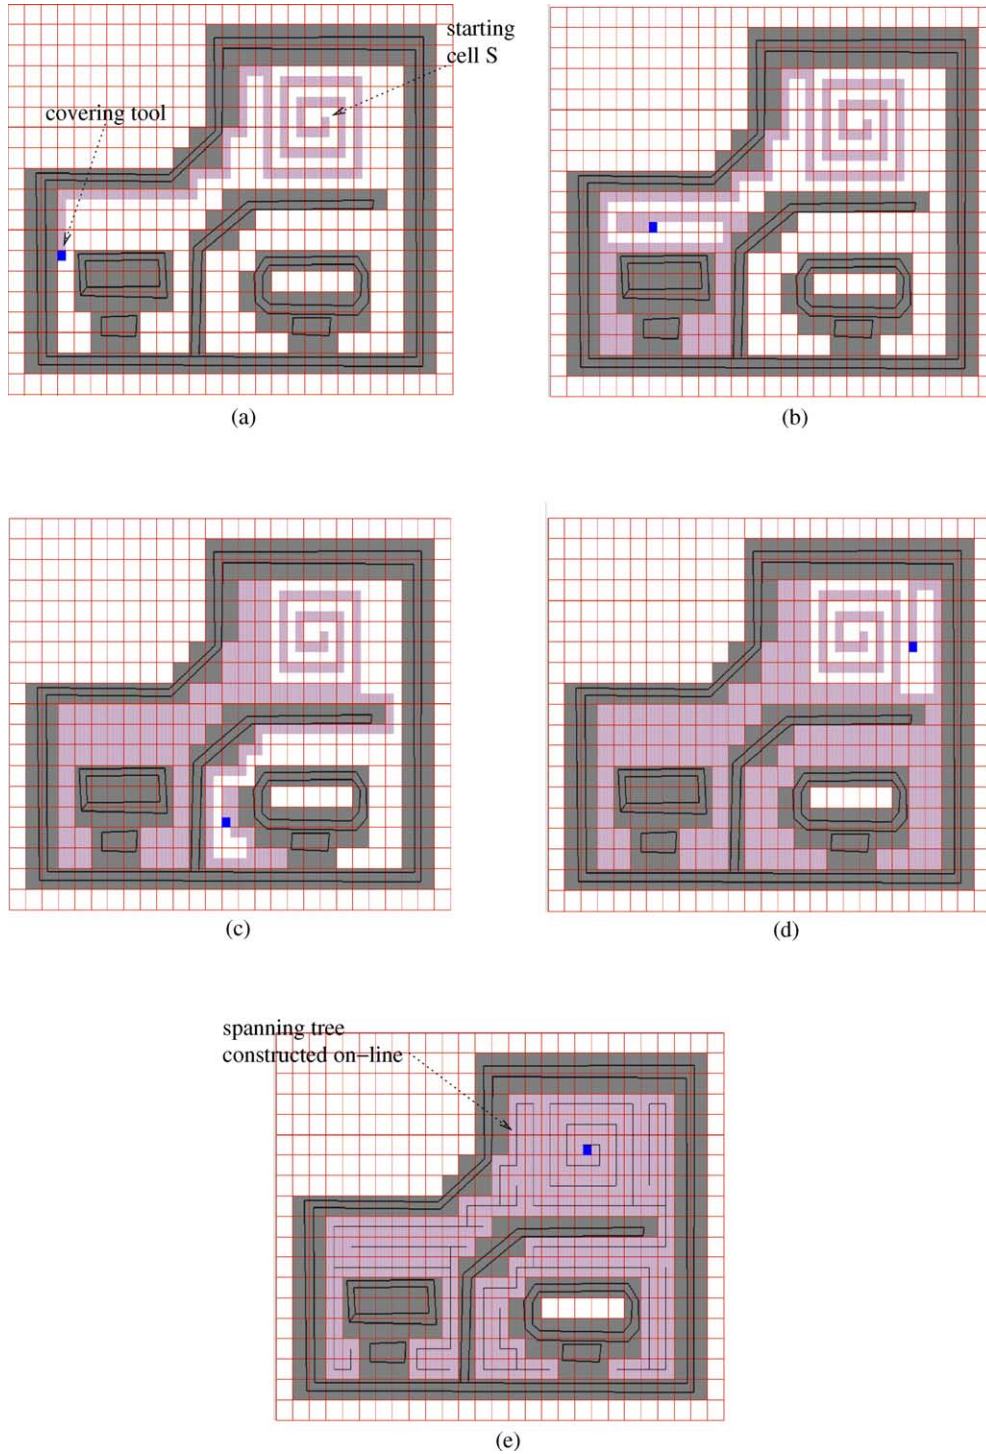 starting
cell S
covering tool
(a)
(b)
(c)
(d)
spanning tree
constructed on−line
(e)